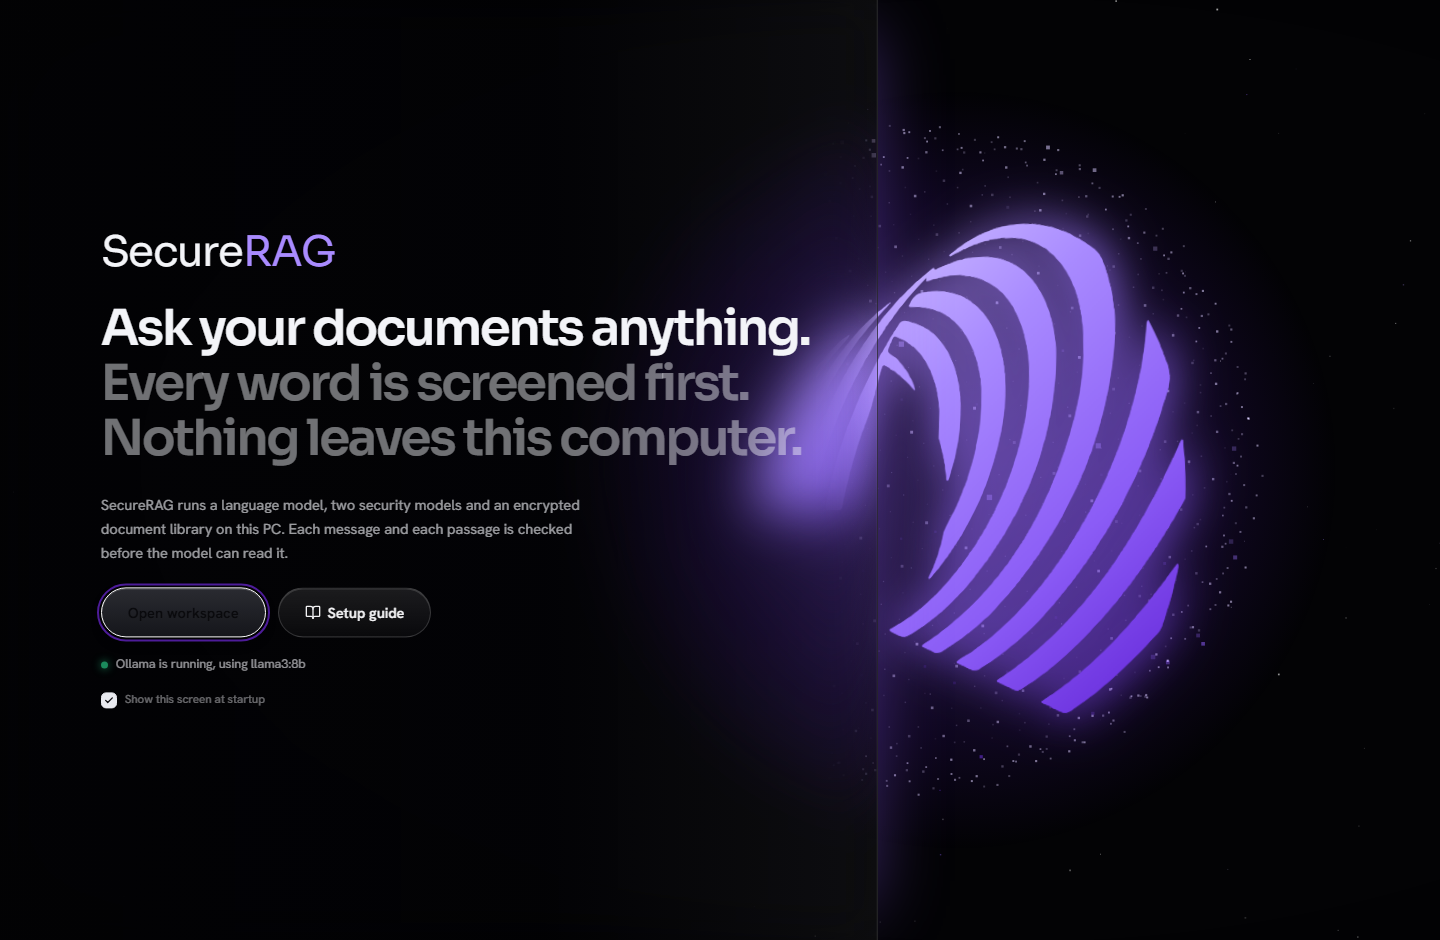 SecureRAG
Ask your documents anything.
Every word is screened first.
Nothing leaves this computer.
SecureRAG runs a language model, two security models and an encrypted
document library on this PC. Each message and each passage is checked
before the model can read it.
Open workspace
Setup guide
Ollama is running, using llama3:8b
Show this screen at startup